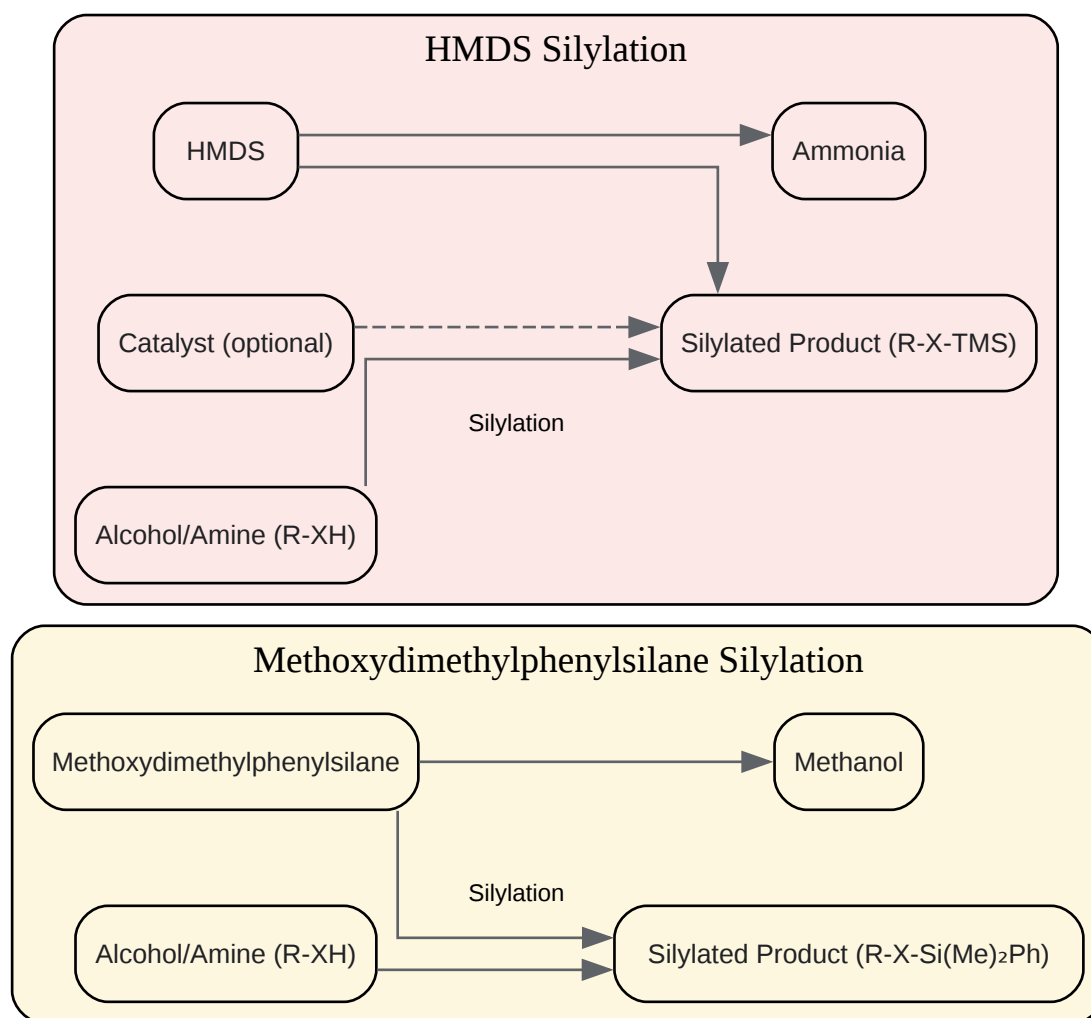 HMDS Silylation
HMDS
Ammonia
Catalyst (optional)
Silylated Product (R-X-TMS)
Silylation
Alcohol/Amine (R-XH)
Methoxydimethylphenylsilane Silylation
Methoxydimethylphenylsilane
Methanol
Silylation
Alcohol/Amine (R-XH)
Silylated Product (R-X-Si(Me)₂Ph)